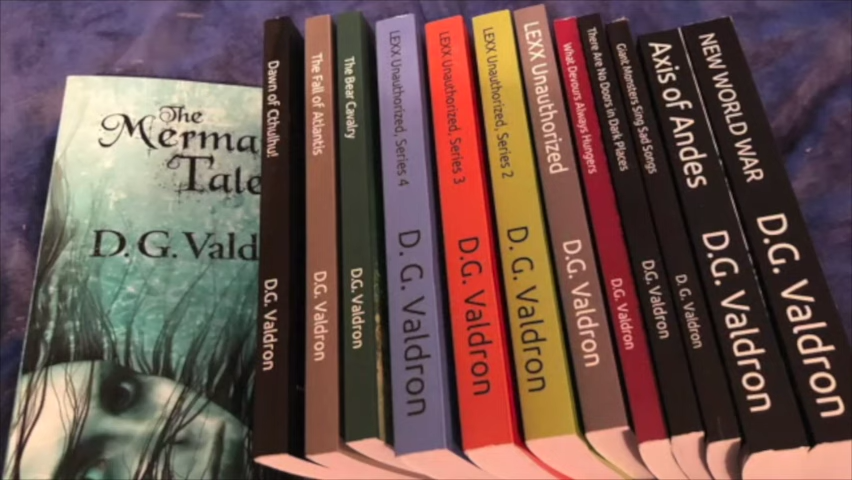 The
Merma
Tale
D. G. Vald
Dawn of Cthulhu!
D.G. Valdron
The Fall of Atlantis
D.G. Valdron
The Bear Cavalry
D.G. Valdron
LEXX Unauthorized, Series 4
D. G. Valdron
LEXX Unauthorized, Series 3
D.G. Valdron
LEXX Unauthorized, Series 2
D. G. Valdron
LEXX Unauthorized
D.G. Valdron
What Devours Always Hungers
D.G. Valdron
There Are No Doors in Dark Places
D.G. Valdron
Giant Monsters Sing Sad Songs
D. G. Valdron
Axis of Andes
D.G. Valdron
NEW WORLD WAR
D.G. Valdron